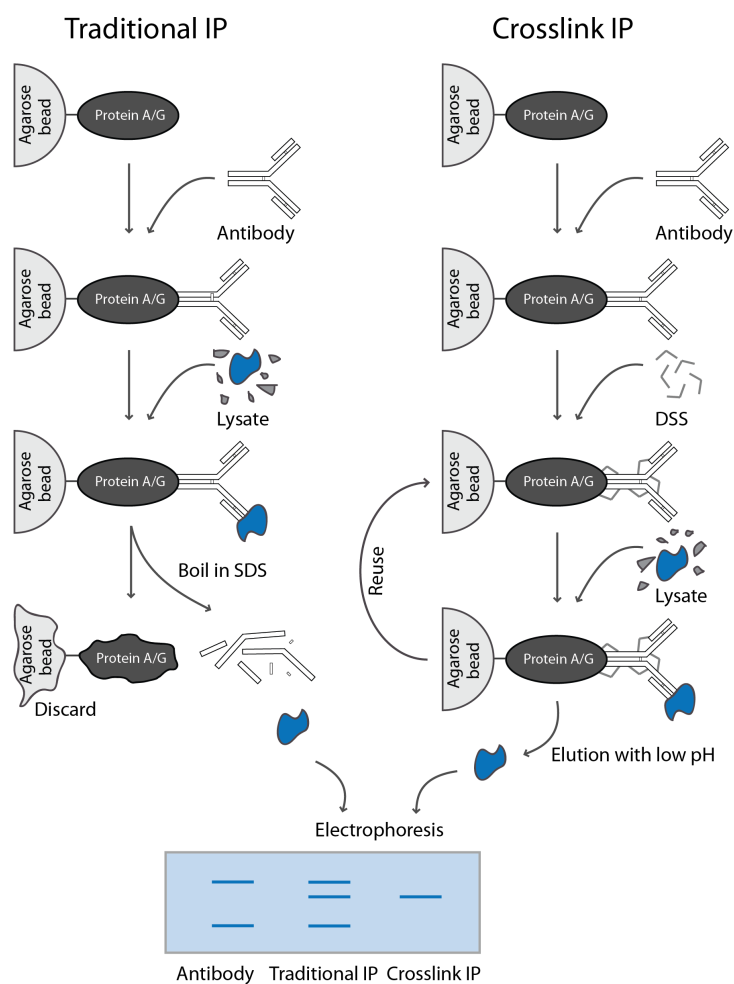 Traditional IP
Crosslink IP
Agarose
bead
Protein A/G
Antibody
Agarose
bead
Protein A/G
Lysate
Agarose
bead
Protein A/G
Boil in SDS
Agarose
bead
Protein A/G
Discard
Agarose
bead
Protein A/G
Antibody
Agarose
bead
Protein A/G
DSS
Agarose
bead
Protein A/G
Reuse
Lysate
Agarose
bead
Protein A/G
Elution with low pH
Electrophoresis
Antibody
Traditional IP
Crosslink IP